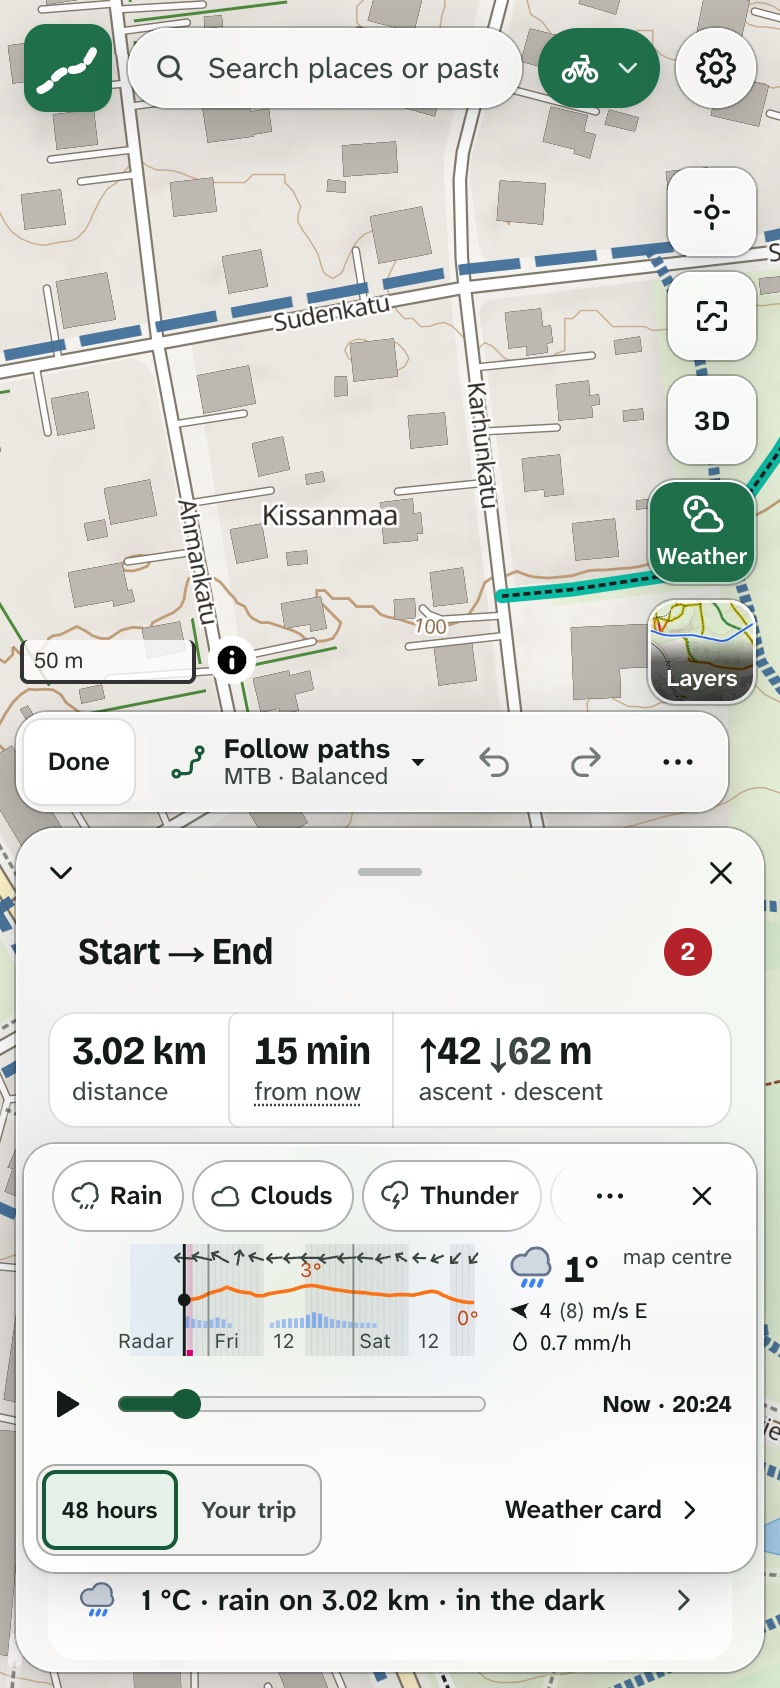 Search places or paste
Sudenkatu
Karhunkatu
3D
Kissanmaa
Ahmankatu
Weather
100
50 m
Layers
Done
Follow paths
MTB · Balanced
Start → End
2
3.02 km
distance
15 min
from now
↑42 ↓62 m
ascent · descent
Rain
Clouds
Thunder
3°
0°
Radar
Fri
12
Sat
12
1°
map centre
4 (8) m/s E
0.7 mm/h
Now · 20:24
48 hours
Your trip
Weather card
1 °C · rain on 3.02 km · in the dark